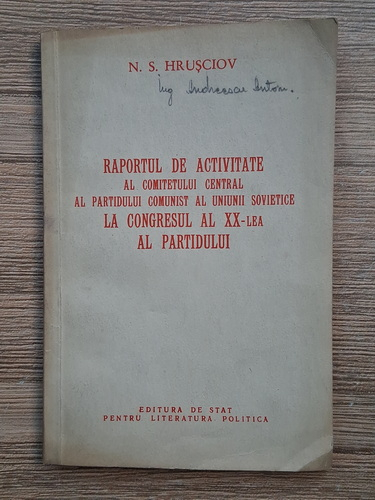 N. S. HRUȘCIOV
Ing Andreescu Anton.
RAPORTUL DE ACTIVITATE
AL COMITETULUI CENTRAL
AL PARTIDULUI COMUNIST AL UNIUNII SOVIETICE
LA CONGRESUL AL XX-LEA
AL PARTIDULUI
EDITURA DE STAT
PENTRU LITERATURA POLITICA